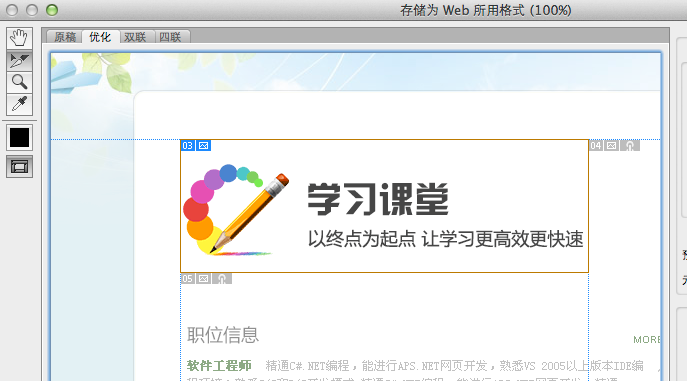 存储为 Web 所用格式 (100%)
原稿 优化 双联 四联
03 04
学习课堂
以终点为起点 让学习更高效更快速
05
职位信息
MORE
软件工程师 精通C#.NET编程，能进行APS.NET网页开发，熟悉VS 2005以上版本IDE编